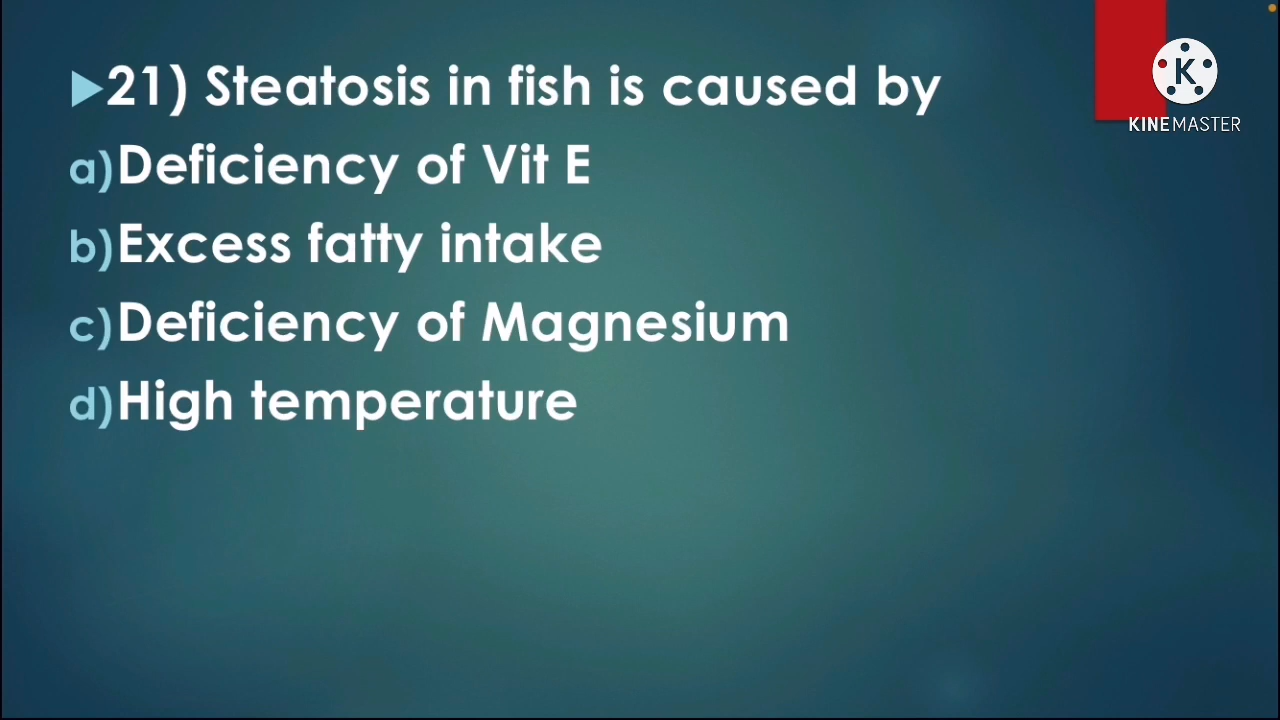 21) Steatosis in fish is caused by
a)Deficiency of Vit E
b)Excess fatty intake
c)Deficiency of Magnesium
d)High temperature
K
KINEMASTER